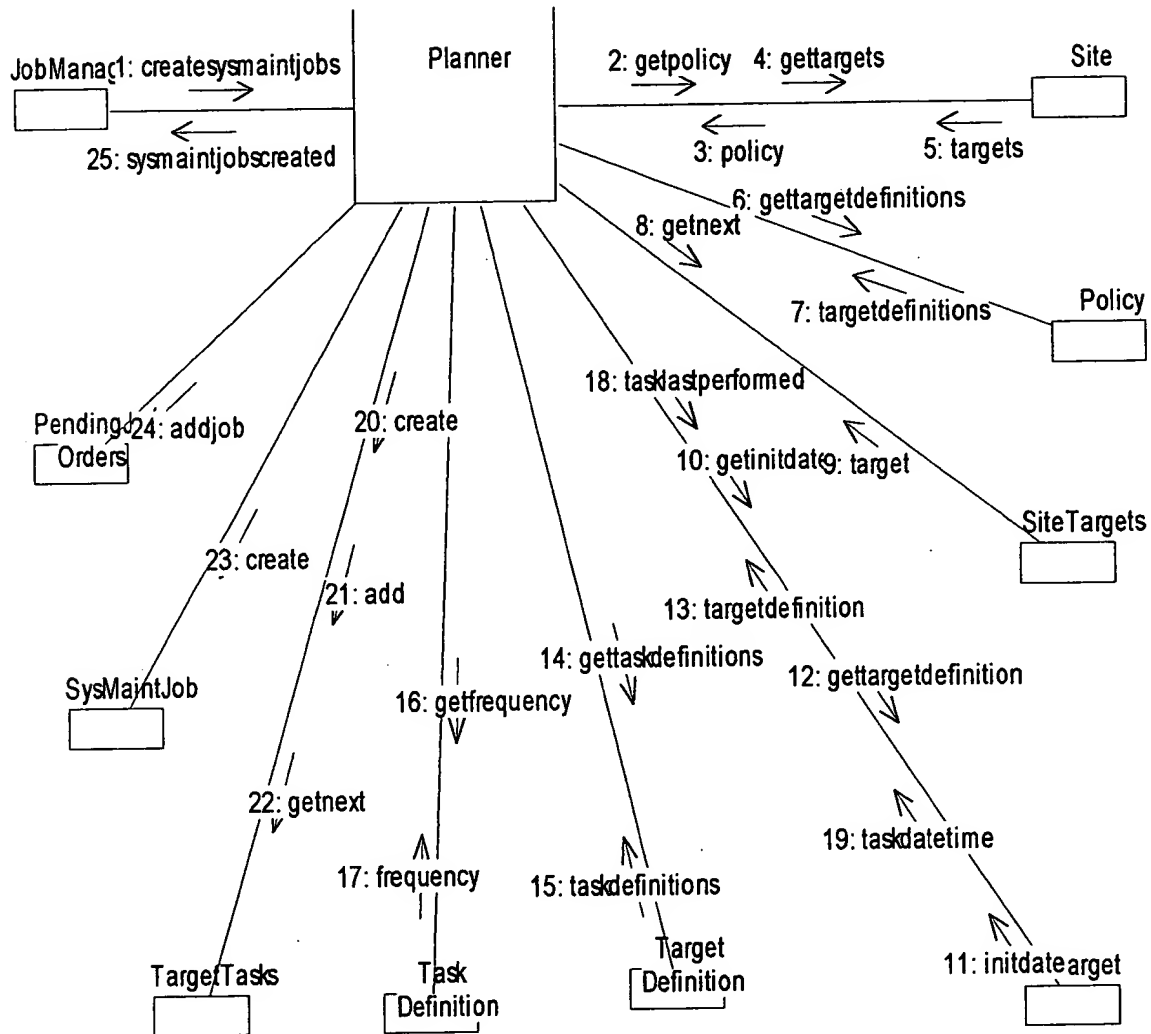 Planner
JobManag
1: createsysmaintjobs
2: getpolicy
4: gettargets
Site
25: sysmaintjobscreated
3: policy
5: targets
6: gettargetdefinitions
8: getnext
7: targetdefinitions
Policy
18: tasklastperformed
20: create
Pending
24: addjob
Orders
10: getinitdate
9: target
SiteTargets
23: create
21: add
13: targetdefinition
14: gettaskdefinitions
12: gettargetdefinition
SysMaintJob
16: getfrequency
22: getnext
19: taskdatetime
17: frequency
15: taskdefinitions
TargetTasks
Task
Definition
Target
Definition
11: initdate
arget